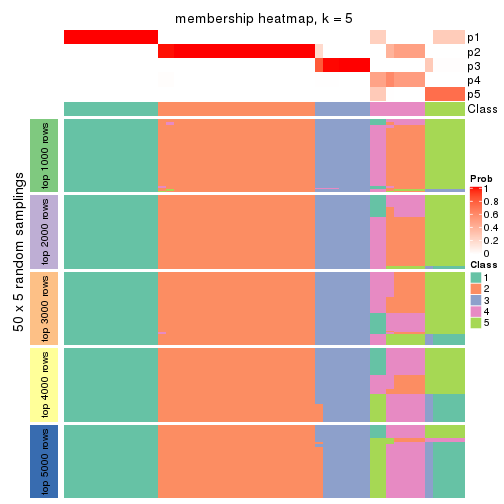 membership heatmap, k = 5
p1
p2
p3
p4
p5
Class
50 x 5 random samplings
top 1000 rows
top 2000 rows
top 3000 rows
top 4000 rows
top 5000 rows
Prob
1
0.8
0.6
0.4
0.2
0
Class
1
2
3
4
5